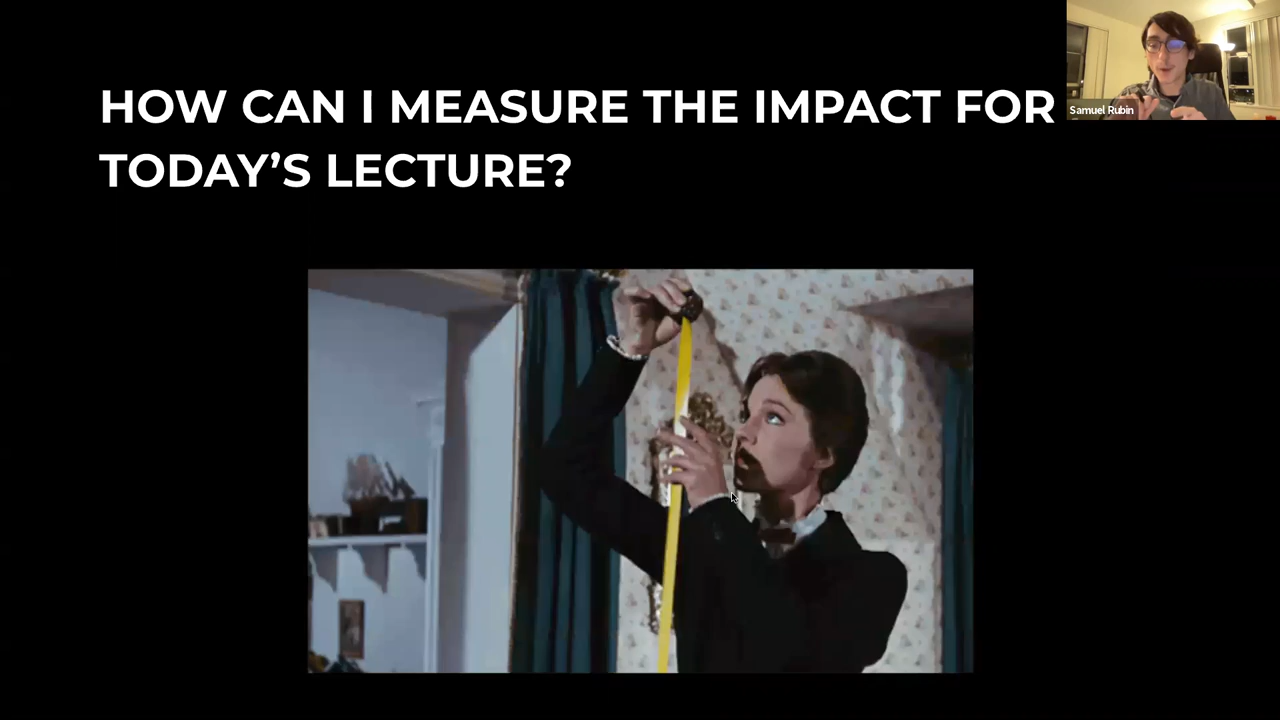 HOW CAN I MEASURE THE IMPACT FOR
TODAY’S LECTURE?
Samuel Rubin